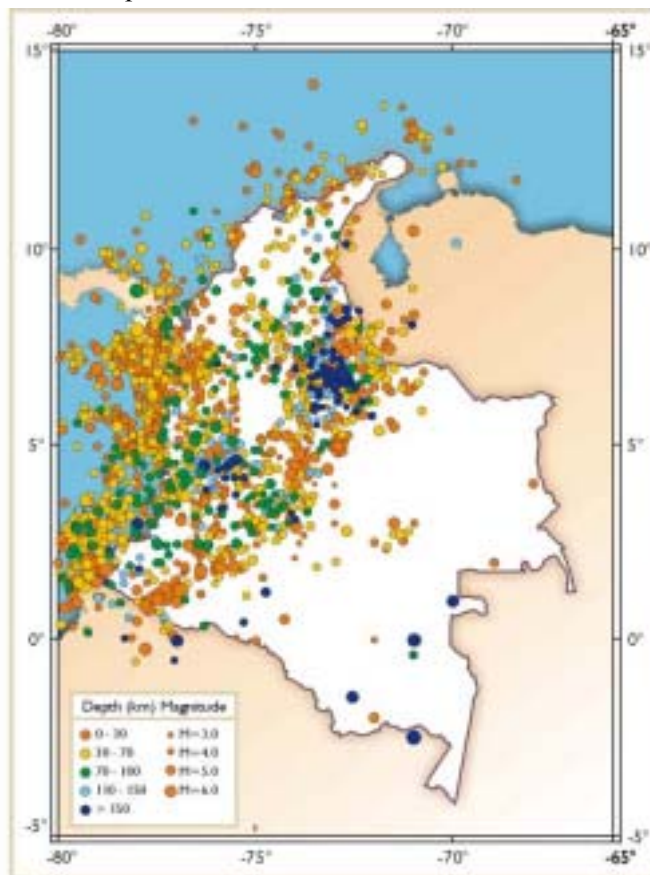 -80° -75° -70° -65°
15° 15°
10° 10°
5° 5°
0° 0°
Depth (km) Magnitude
0 - 30 M=3.0
30 - 70 M=4.0
70 - 100 M=5.0
110 - 150 M=6.0
> 150
-5° -5°
-80° -75° -70° -65°